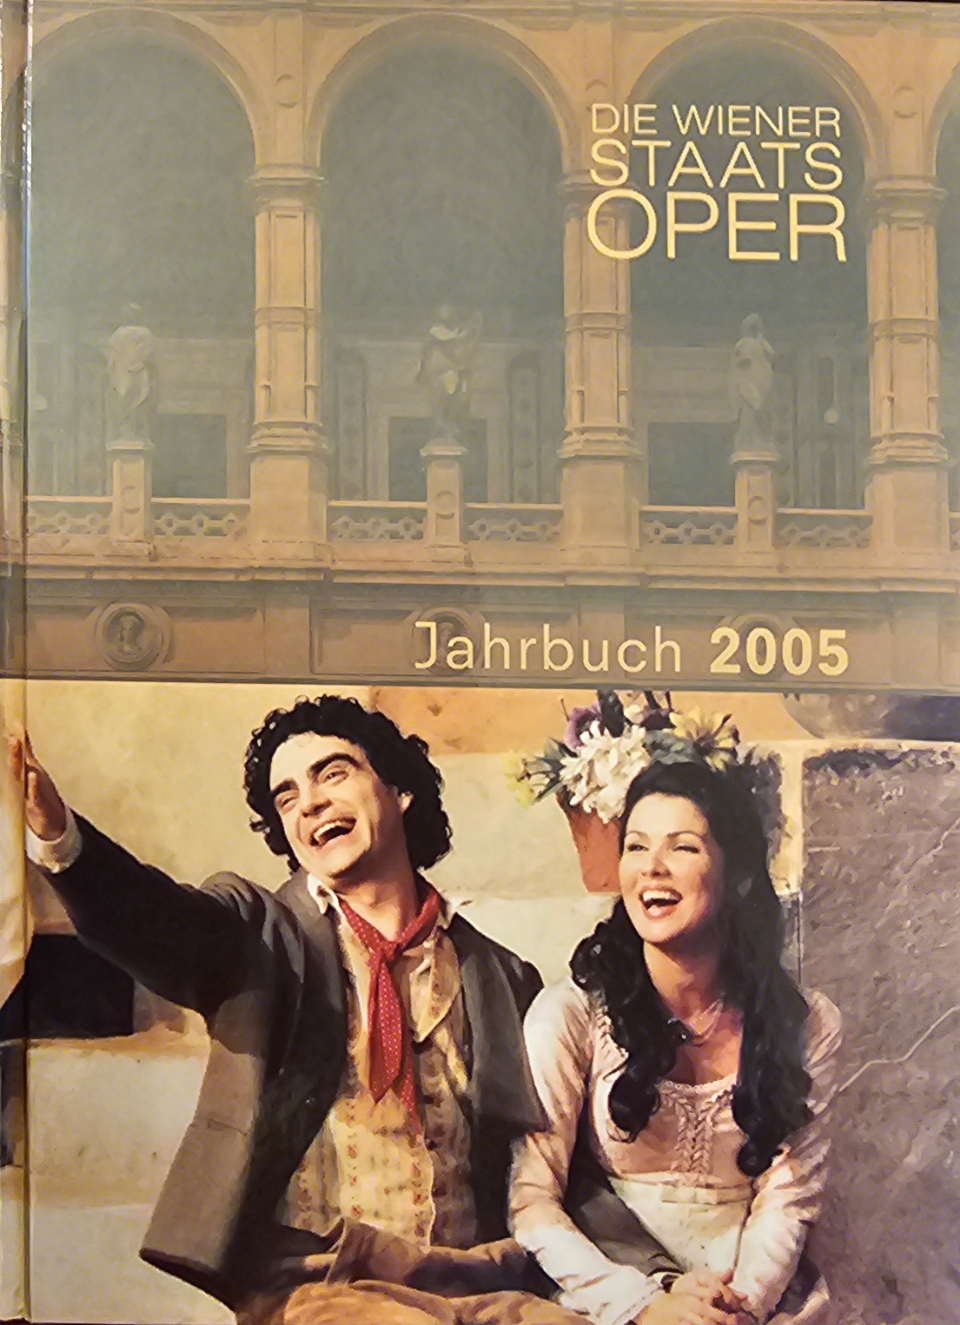 DIE WIENER
STAATS
OPER
Jahrbuch 2005